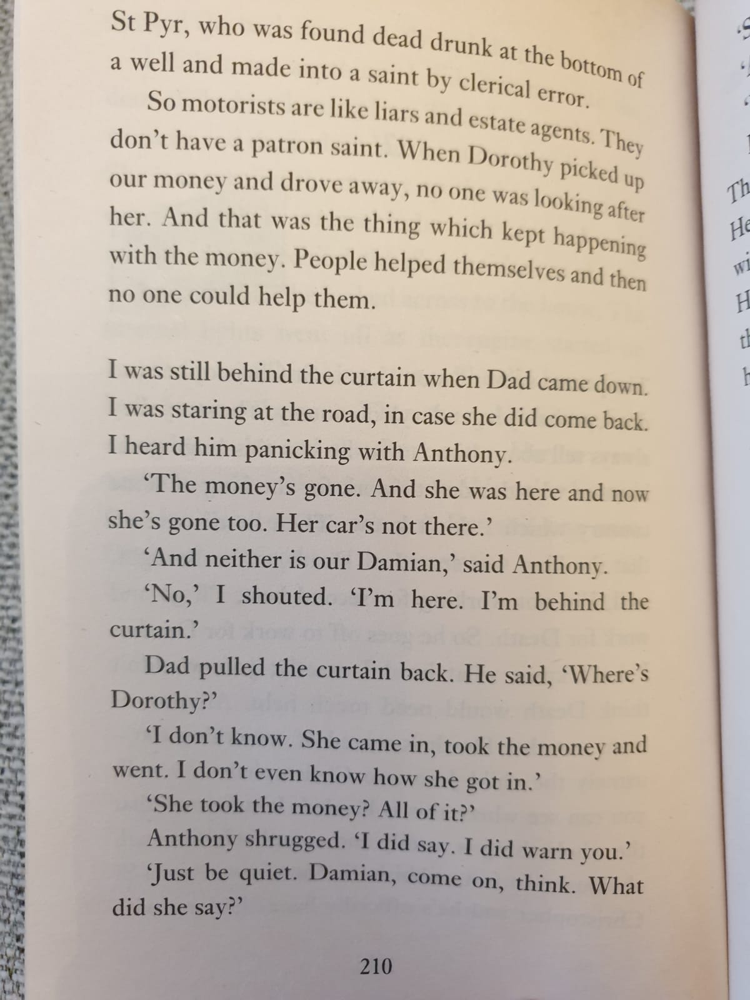 St Pyr, who was found dead drunk at the bottom of
a well and made into a saint by clerical error.
So motorists are like liars and estate agents. They
don’t have a patron saint. When Dorothy picked up
our money and drove away, no one was looking after
her. And that was the thing which kept happening
with the money. People helped themselves and then
no one could help them.
I was still behind the curtain when Dad came down.
I was staring at the road, in case she did come back.
I heard him panicking with Anthony.
‘The money’s gone. And she was here and now
she’s gone too. Her car’s not there.’
‘And neither is our Damian,’ said Anthony.
‘No,’ I shouted. ‘I’m here. I’m behind the
curtain.’
Dad pulled the curtain back. He said, ‘Where’s
Dorothy?’
‘I don’t know. She came in, took the money and
went. I don’t even know how she got in.’
‘She took the money? All of it?’
Anthony shrugged. ‘I did say. I did warn you.’
‘Just be quiet. Damian, come on, think. What
did she say?’
210